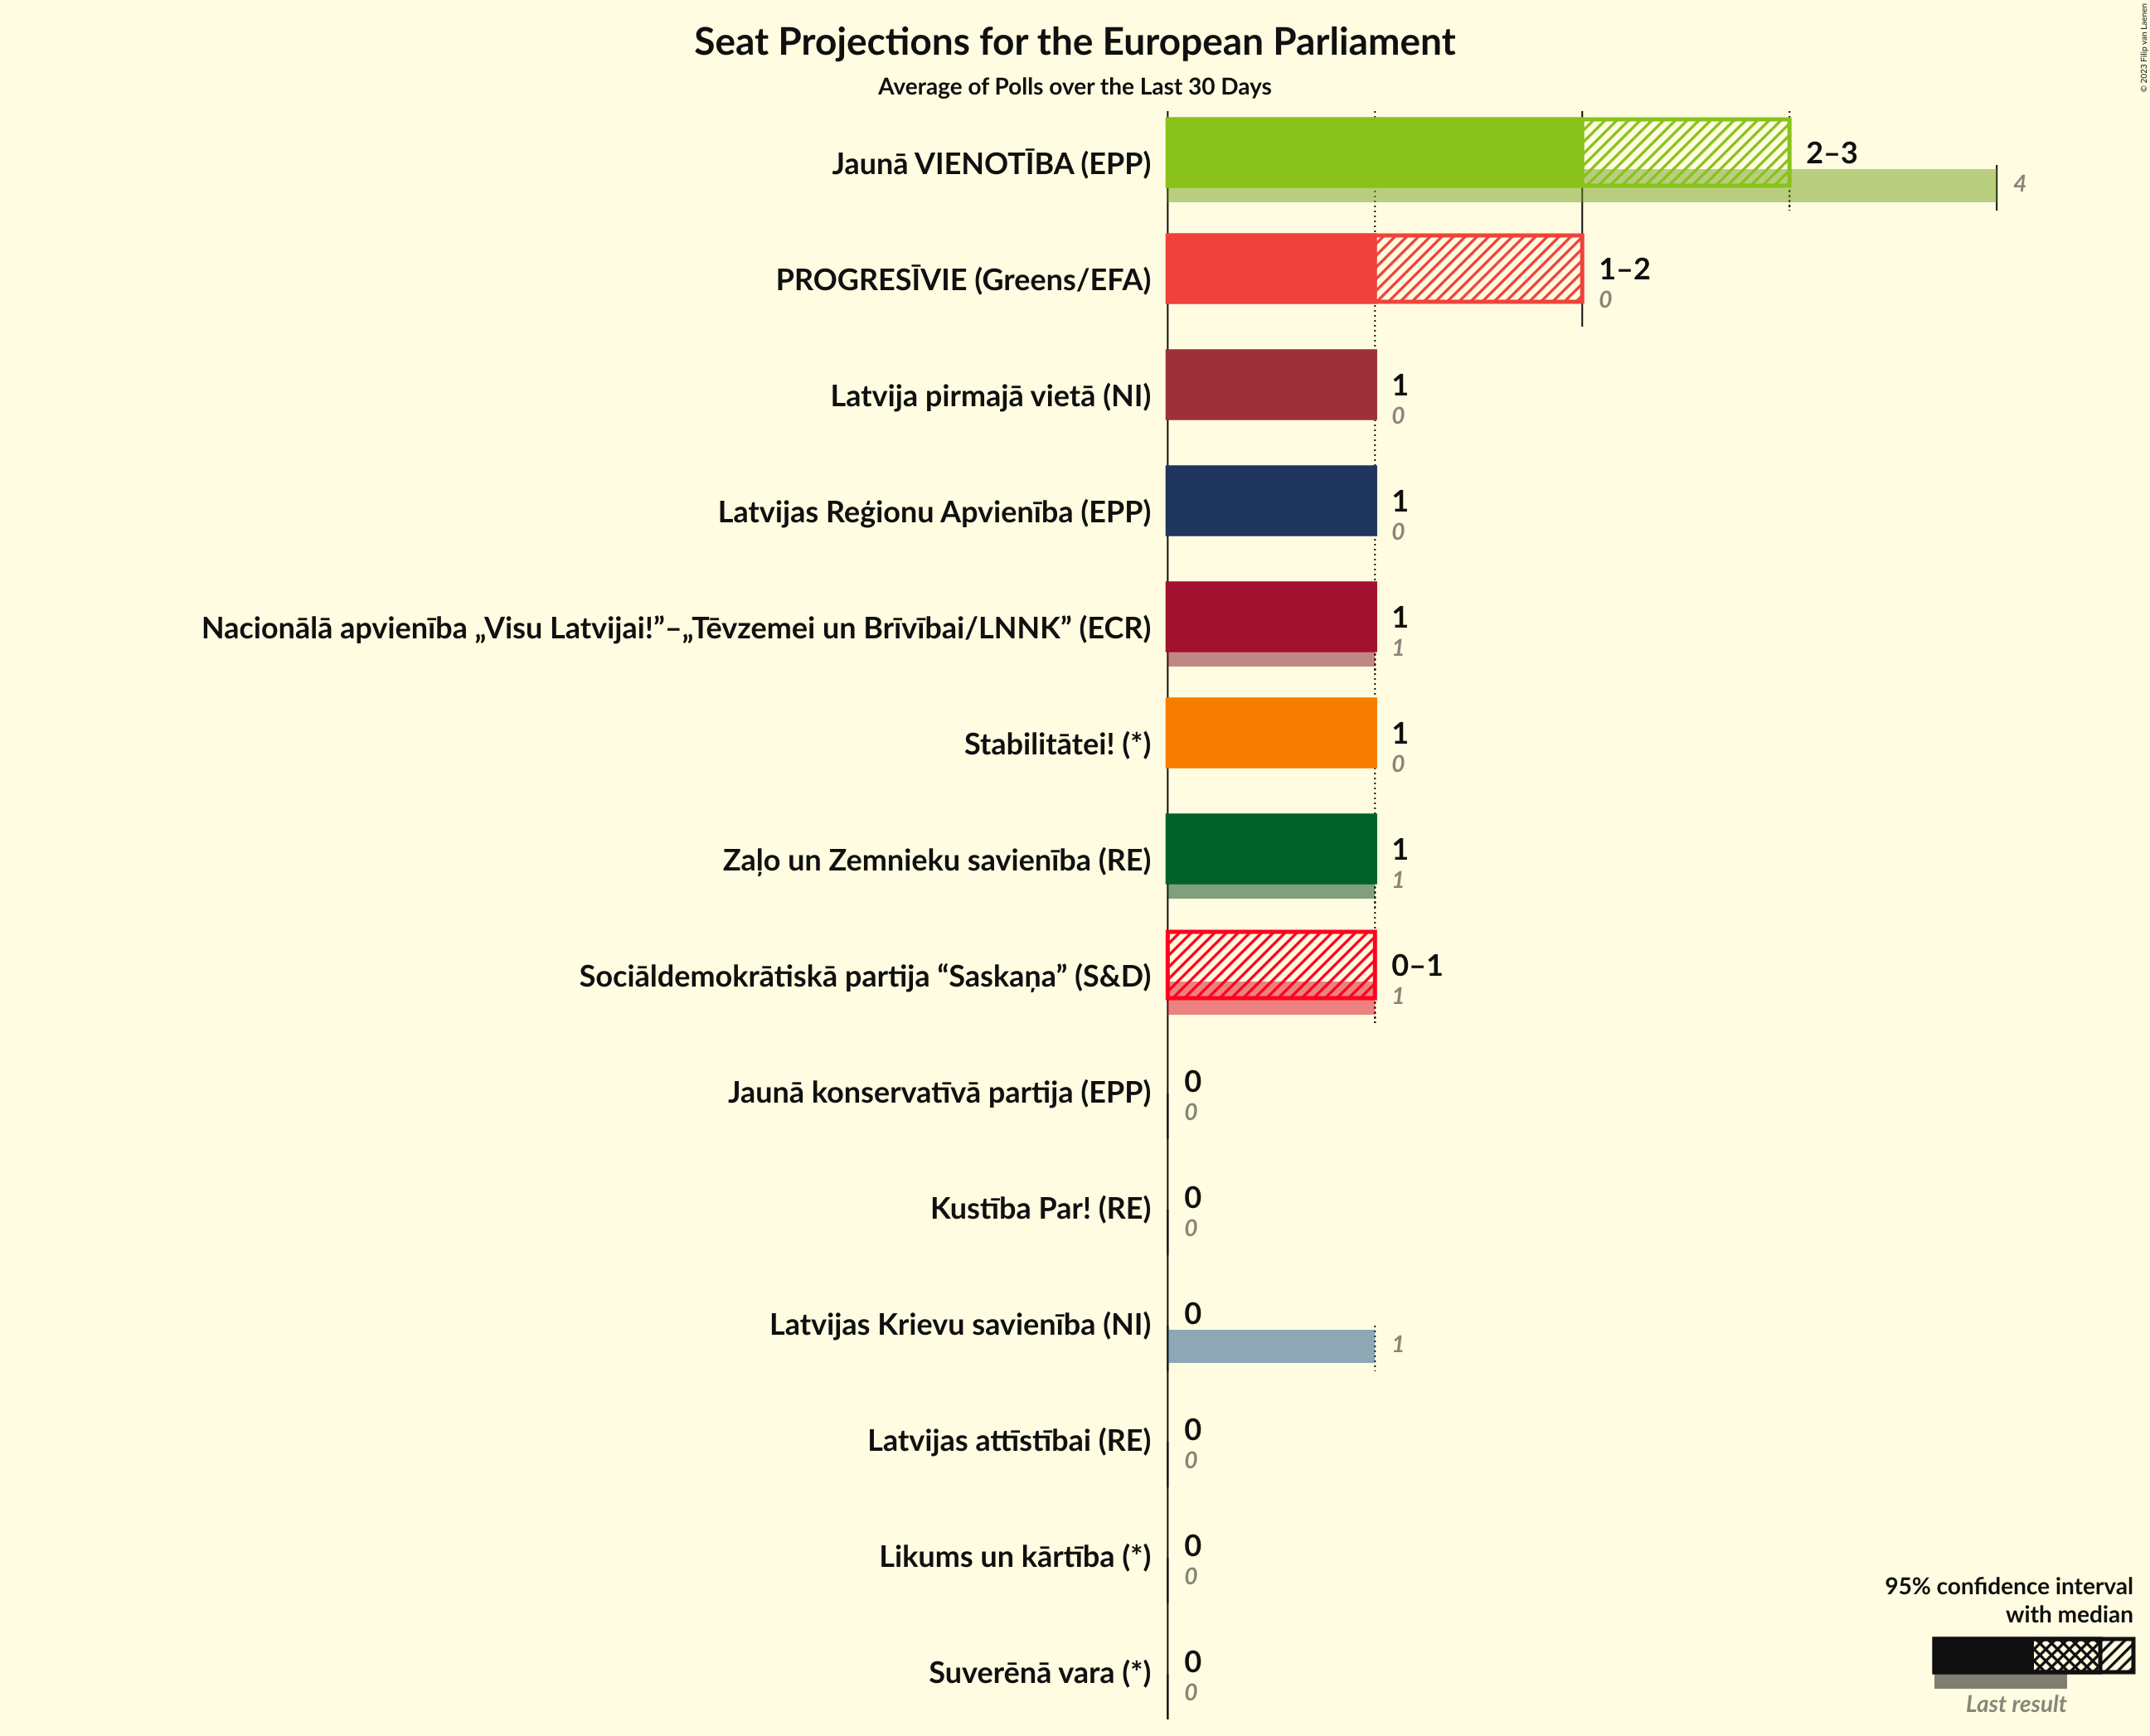 © 2023 Filip van Laenen
Seat Projections for the European Parliament
Average of Polls over the Last 30 Days
Jaunā VIENOTĪBA (EPP)
2–3
4
PROGRESĪVIE (Greens/EFA)
1–2
0
Latvija pirmajā vietā (NI)
1
0
Latvijas Reģionu Apvienība (EPP)
1
0
Nacionālā apvienība „Visu Latvijai!”–„Tēvzemei un Brīvībai/LNNK” (ECR)
1
1
Stabilitātei! (*)
1
0
Zaļo un Zemnieku savienība (RE)
1
1
Sociāldemokrātiskā partija “Saskaņa” (S&D)
0–1
1
Jaunā konservatīvā partija (EPP)
0
0
Kustība Par! (RE)
0
0
Latvijas Krievu savienība (NI)
0
1
Latvijas attīstībai (RE)
0
0
Likums un kārtība (*)
0
0
Suverēnā vara (*)
0
0
95% confidence interval
with median
Last result